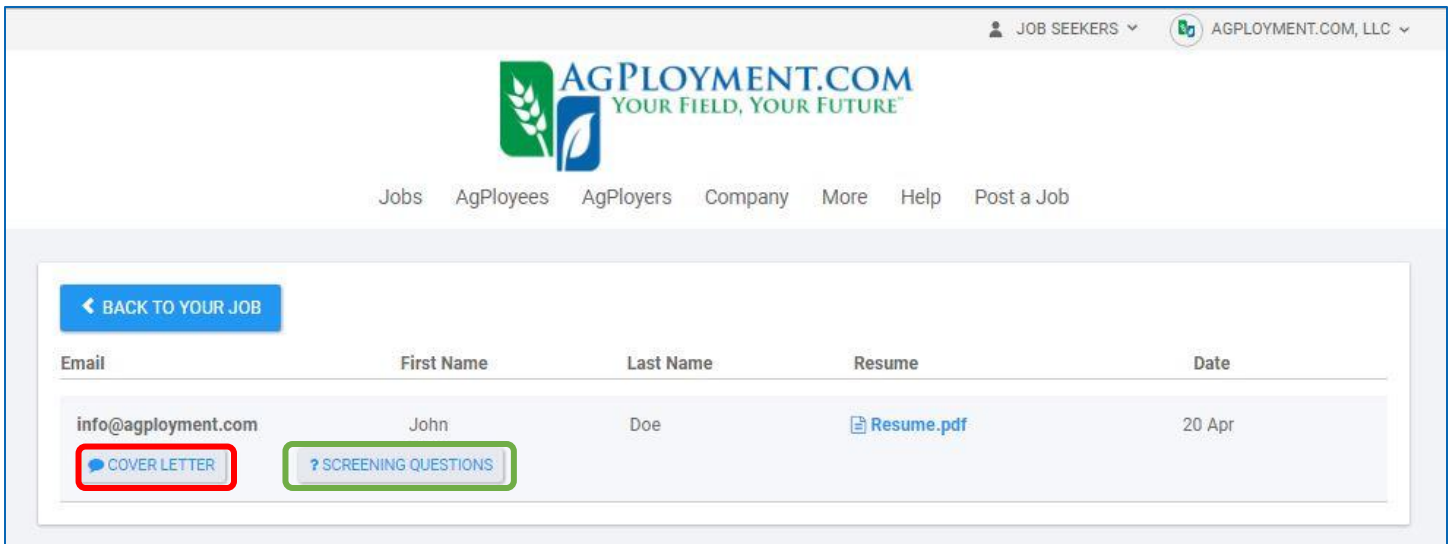 JOB SEEKERS
AGPLOYMENT.COM, LLC
AGPLOYMENT.COM
YOUR FIELD, YOUR FUTURE™
Jobs AgPloyees AgPloyers Company More Help Post a Job
BACK TO YOUR JOB
Email First Name Last Name Resume Date
info@agployment.com John Doe Resume.pdf 20 Apr
COVER LETTER ? SCREENING QUESTIONS